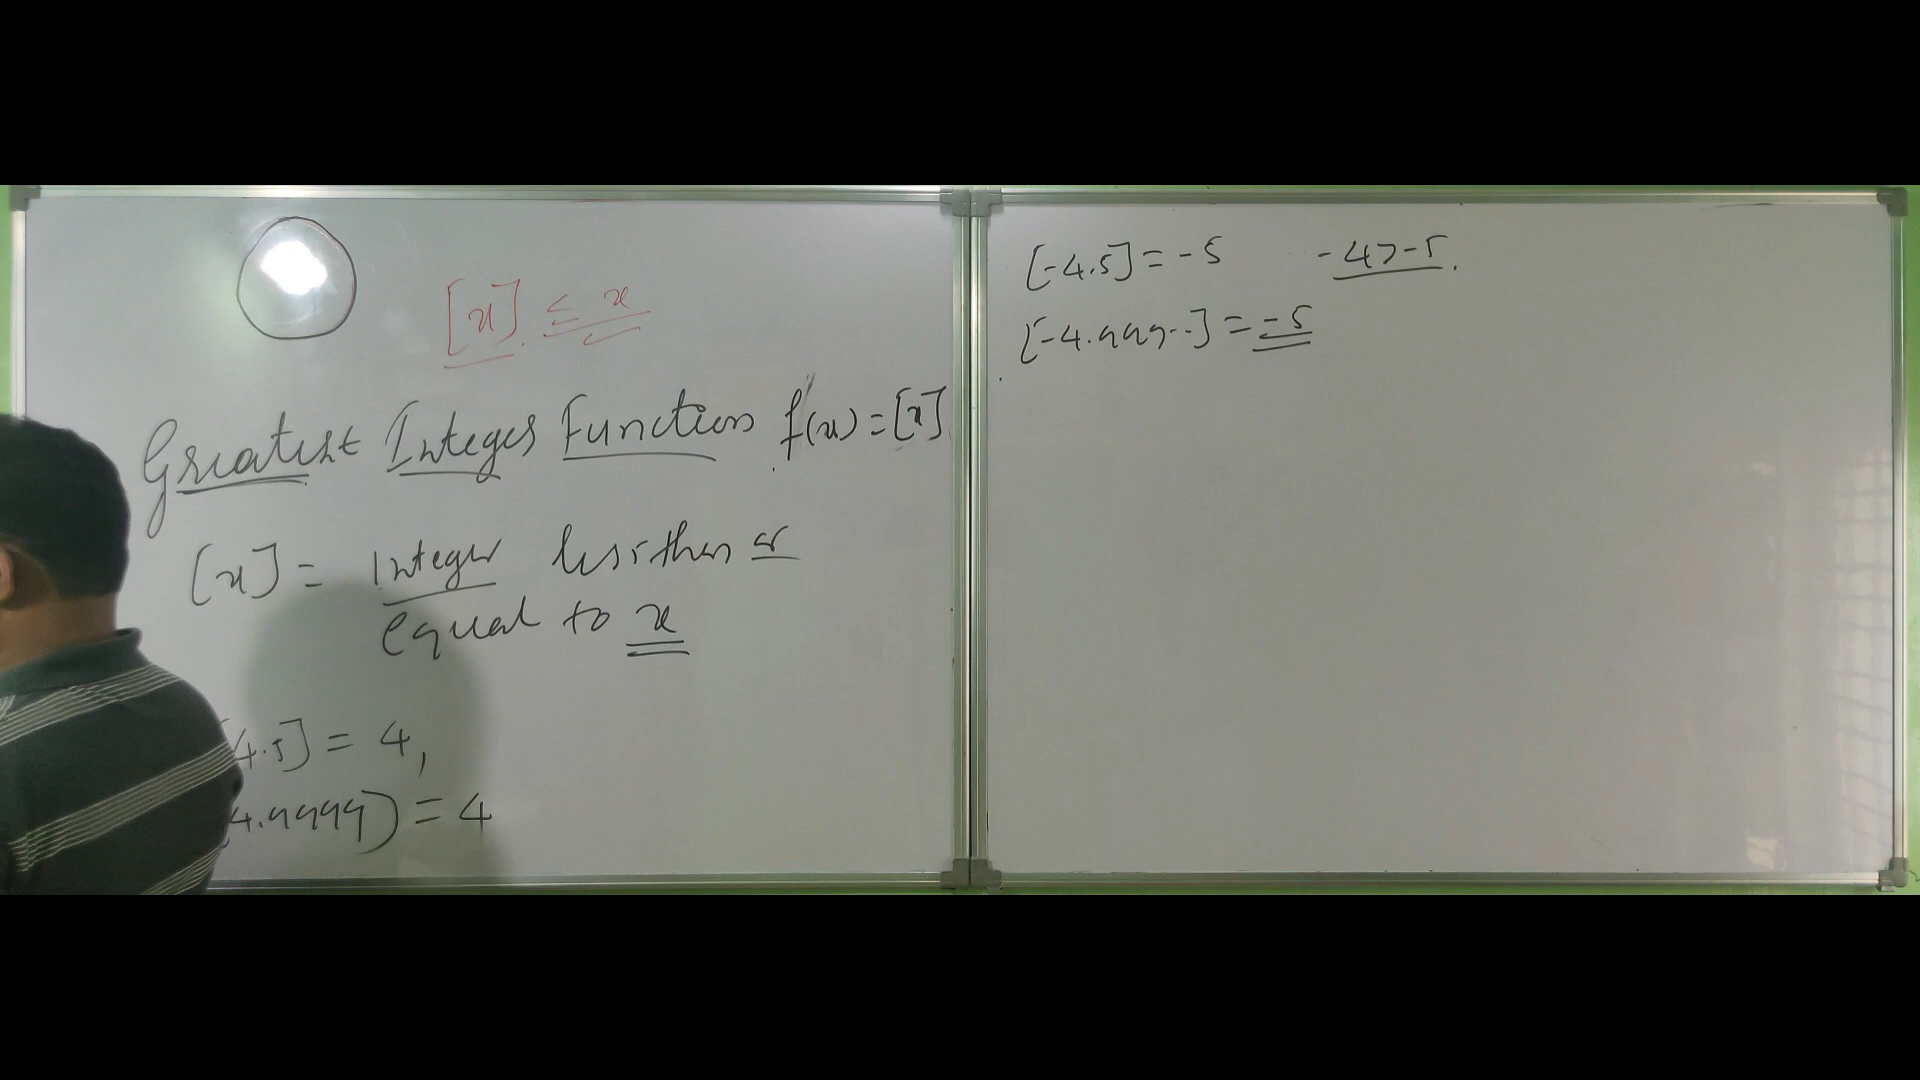 [x] ≤ x
Greatest Integer Function f(x) = [x]
[x] = Integer less than or
equal to x
4.5] = 4,
4.9999) = 4
[-4.5] = -5   -4 > -5.
[-4.999--] = -5